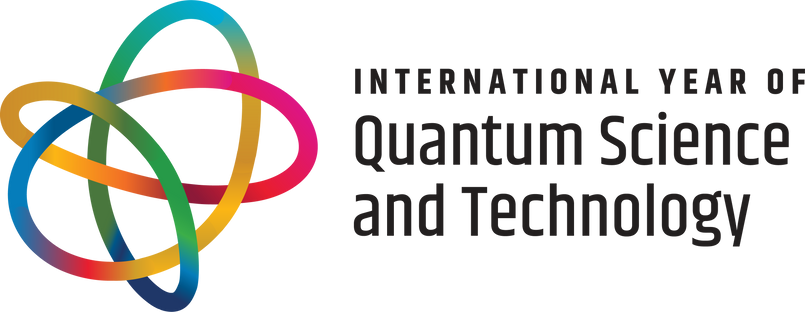 INTERNATIONAL YEAR OF
Quantum Science
and Technology